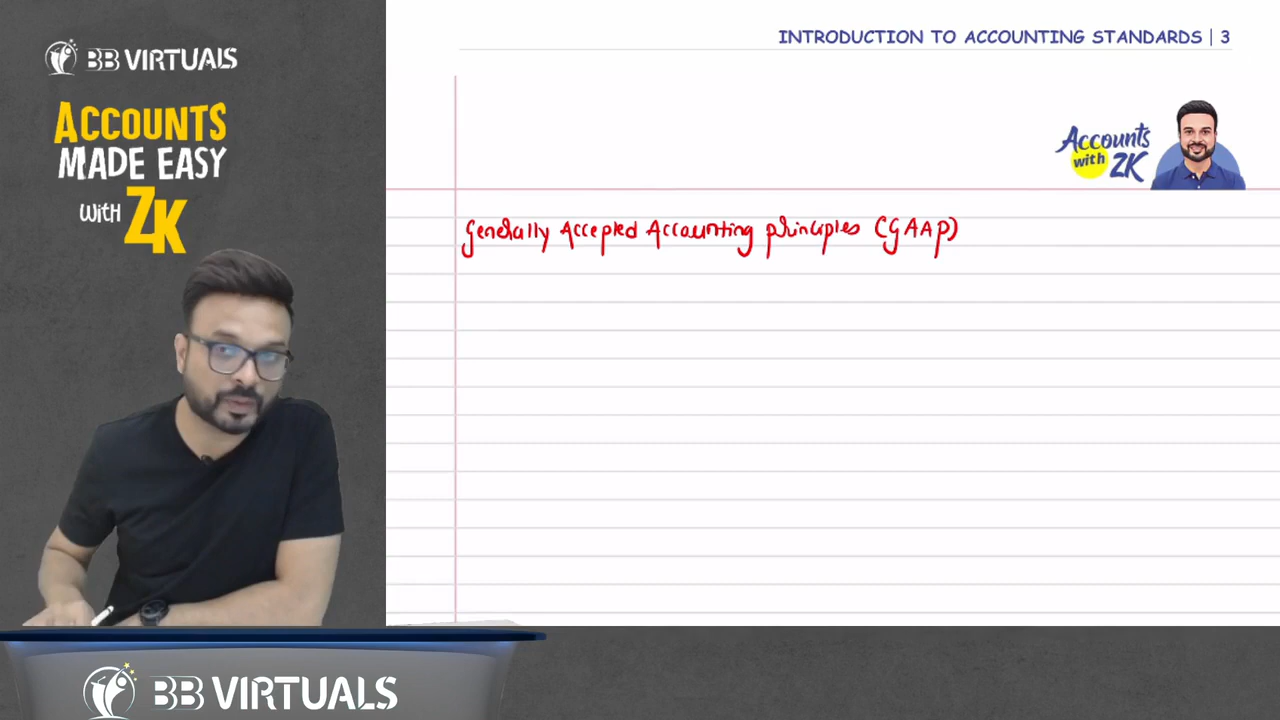 INTRODUCTION TO ACCOUNTING STANDARDS | 3
BB VIRTUALS
ACCOUNTS
MADE EASY
WITH ZK
Accounts
with ZK
Generally Accepted Accounting principles (GAAP)
BB VIRTUALS